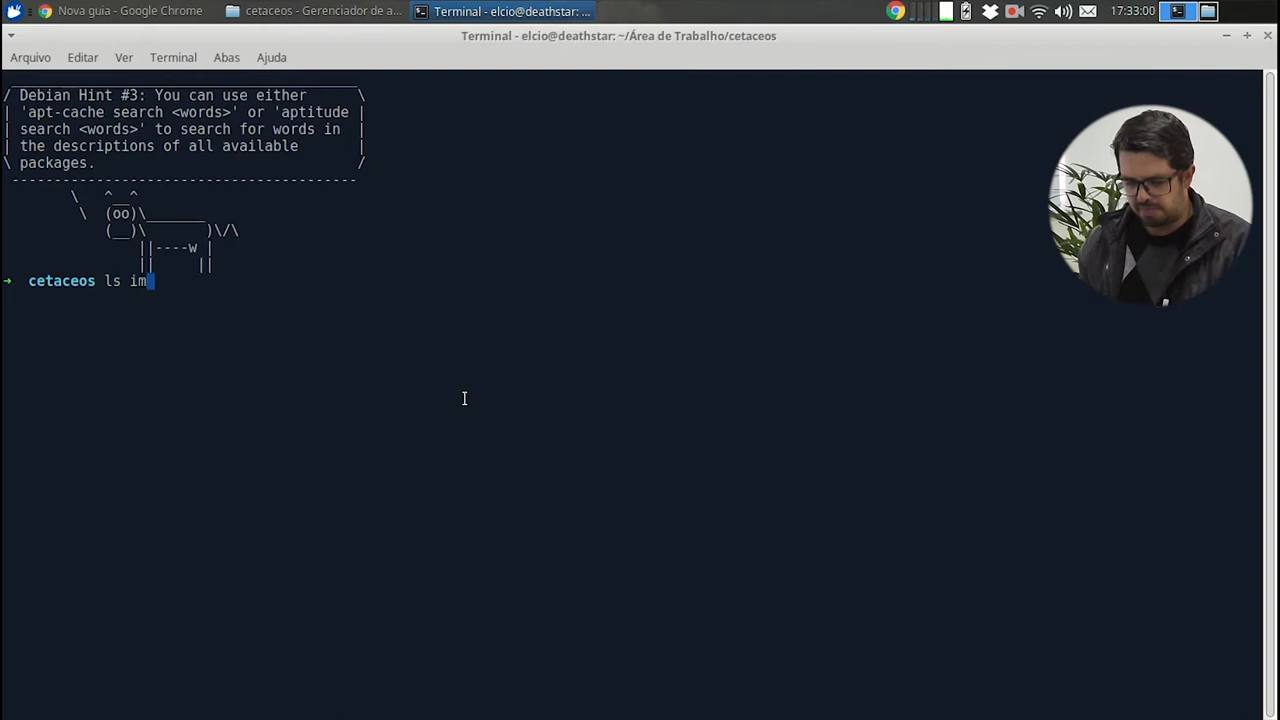 Nova guia - Google Chrome
cetaceos - Gerenciador de a...
Terminal - elcio@deathstar: ...
17:33:00
Terminal - elcio@deathstar: ~/Área de Trabalho/cetaceos
Arquivo Editar Ver Terminal Abas Ajuda
/ Debian Hint #3: You can use either \
| 'apt-cache search <words>' or 'aptitude |
| search <words>' to search for words in |
| the descriptions of all available |
\ packages. /
----------------------------------------
\ ^__^
\ (oo)\_______
(__)\ )\/\
||----w |
|| ||
➜ cetaceos ls im